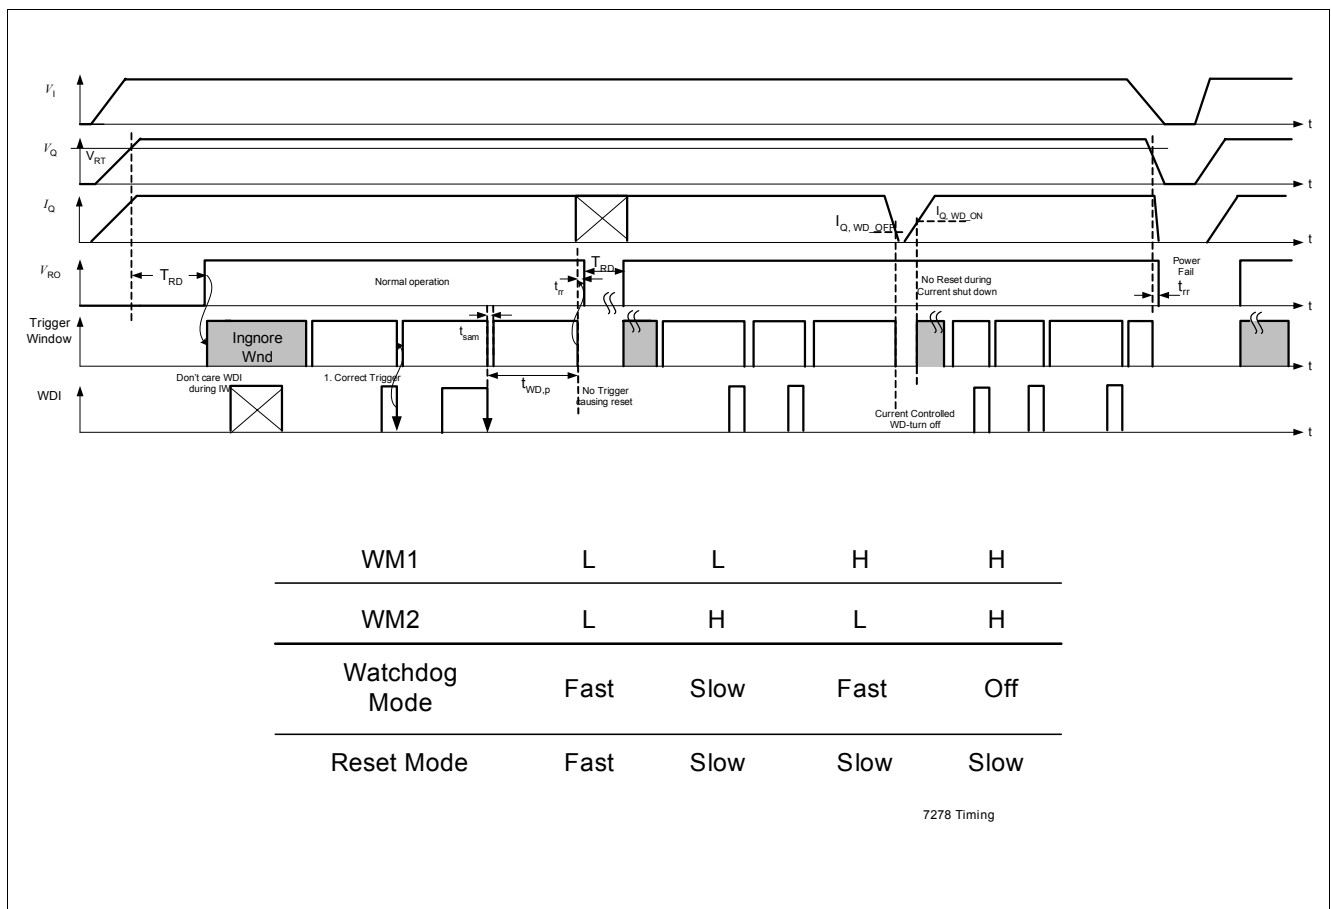 V_I
t
V_Q
V_RT
t
I_Q
I_Q, WD_OFF
I_Q, WD_ON
t
V_RO
T_RD
Normal operation
t_rr
T_RD
No Reset during
Current shut down
Power
Fail
t_rr
t
Trigger
Window
Ingnore
Wnd
t_sam
t
Don't care WDI
during IW
1. Correct Trigger
t_WD,p
No Trigger
causing reset
WDI
Current Controlled
WD-turn off
t
WM1 L L H H
WM2 L H L H
Watchdog
Mode Fast Slow Fast Off
Reset Mode Fast Slow Slow Slow
7278 Timing